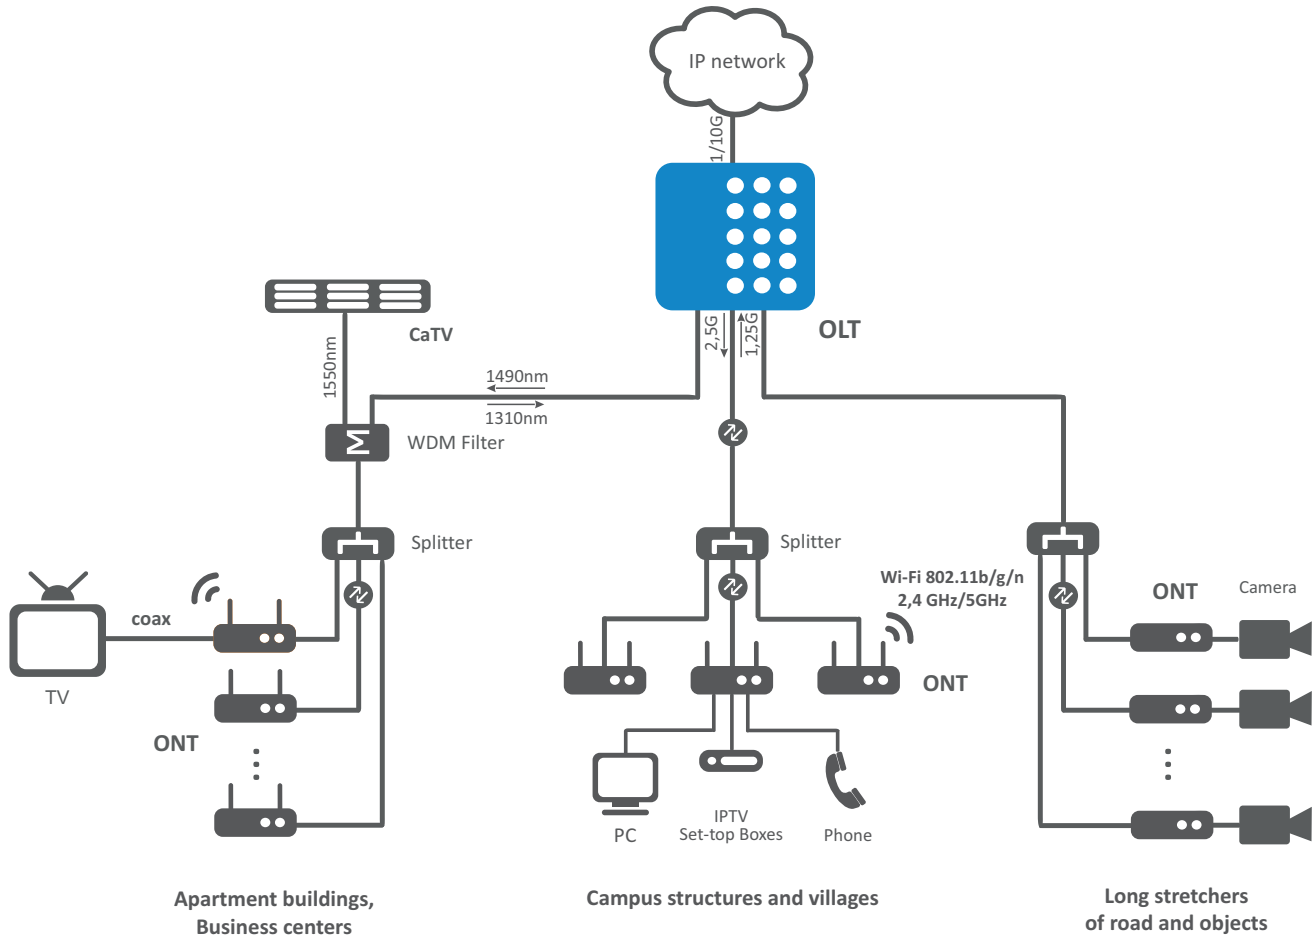 IP network
1/10G
OLT
2,5G
1,25G
CaTV
1550nm
1490nm
1310nm
WDM Filter
Splitter
Splitter
Wi-Fi 802.11b/g/n
2,4 GHz/5GHz
ONT
Camera
coax
TV
ONT
ONT
PC
IPTV
Set-top Boxes
Phone
Apartment buildings,
Business centers
Campus structures and villages
Long stretchers
of road and objects